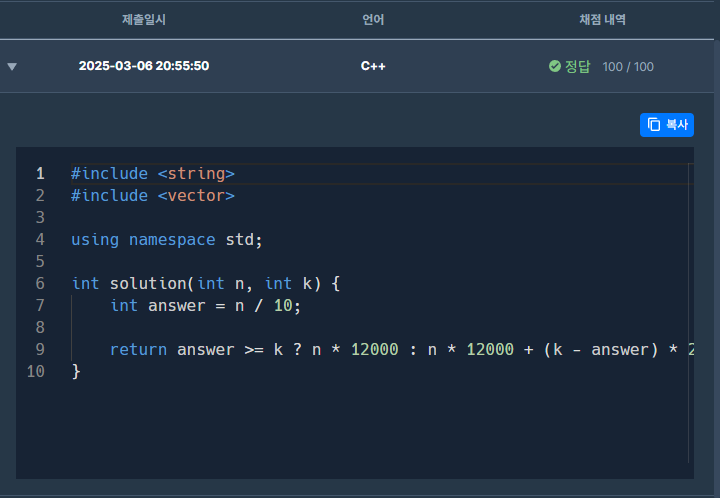 제출일시 언어 채점 내역
2025-03-06 20:55:50 C++ 정답 100 / 100
복사
1 #include <string>
2 #include <vector>
3
4 using namespace std;
5
6 int solution(int n, int k) {
7 int answer = n / 10;
8
9 return answer >= k ? n * 12000 : n * 12000 + (k - answer) * 2
10 }